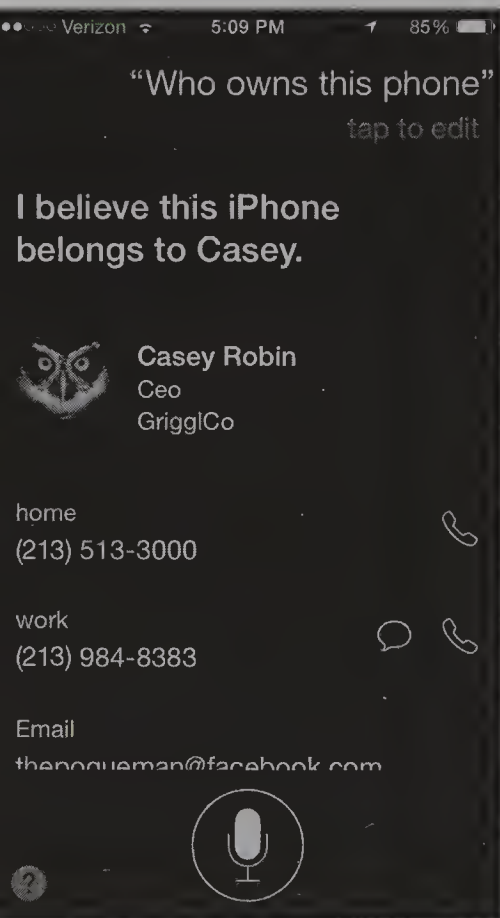 Verizon 5:09 PM 85%
“Who owns this phone”
tap to edit
I believe this iPhone
belongs to Casey.
Casey Robin
Ceo
GrigglCo
home
(213) 513-3000
work
(213) 984-8383
Email
thepogueman@facebook.com
?